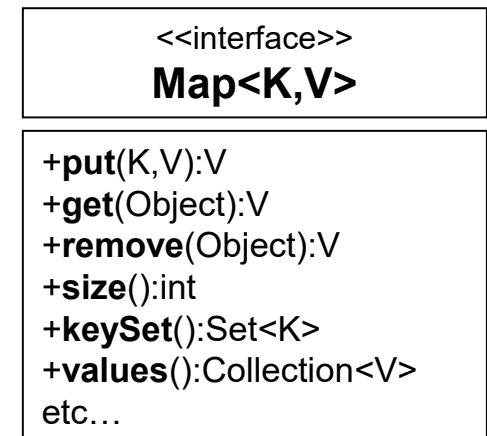 <<interface>>
Map<K,V>
+put(K,V):V
+get(Object):V
+remove(Object):V
+size():int
+keySet():Set<K>
+values():Collection<V>
etc…